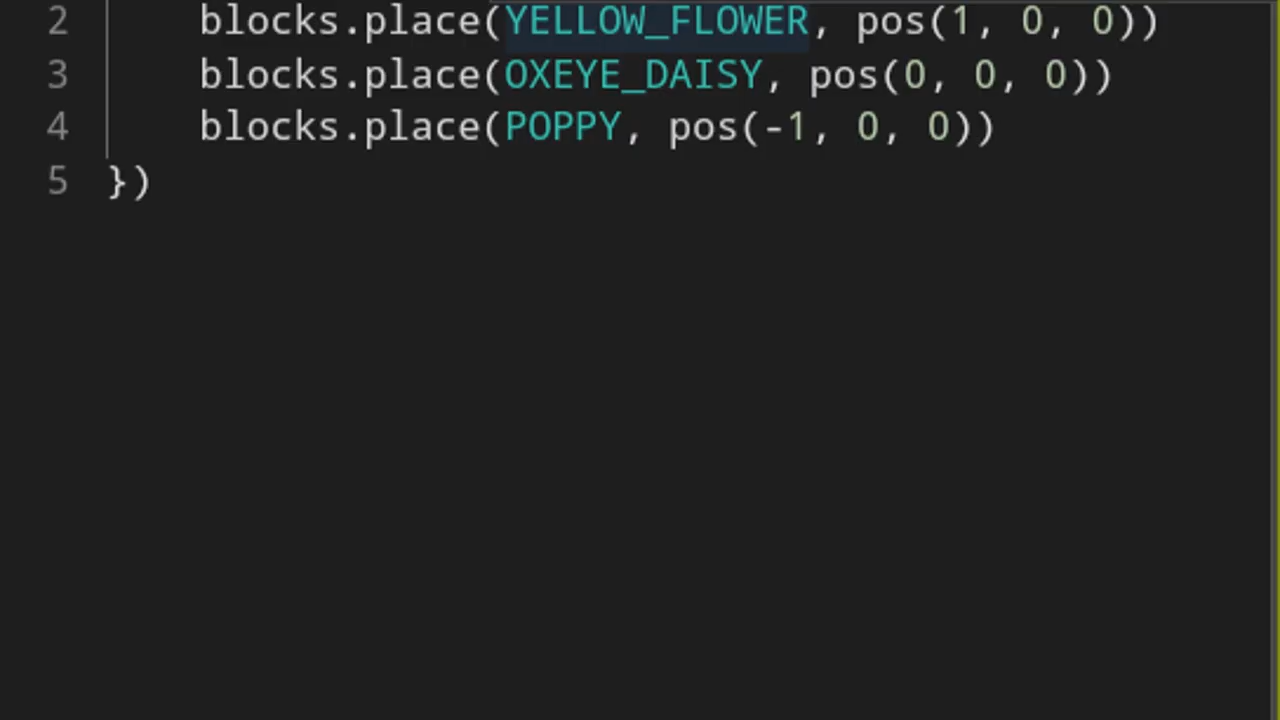 2 blocks.place(YELLOW_FLOWER, pos(1, 0, 0))
3 blocks.place(OXEYE_DAISY, pos(0, 0, 0))
4 blocks.place(POPPY, pos(-1, 0, 0))
5 })